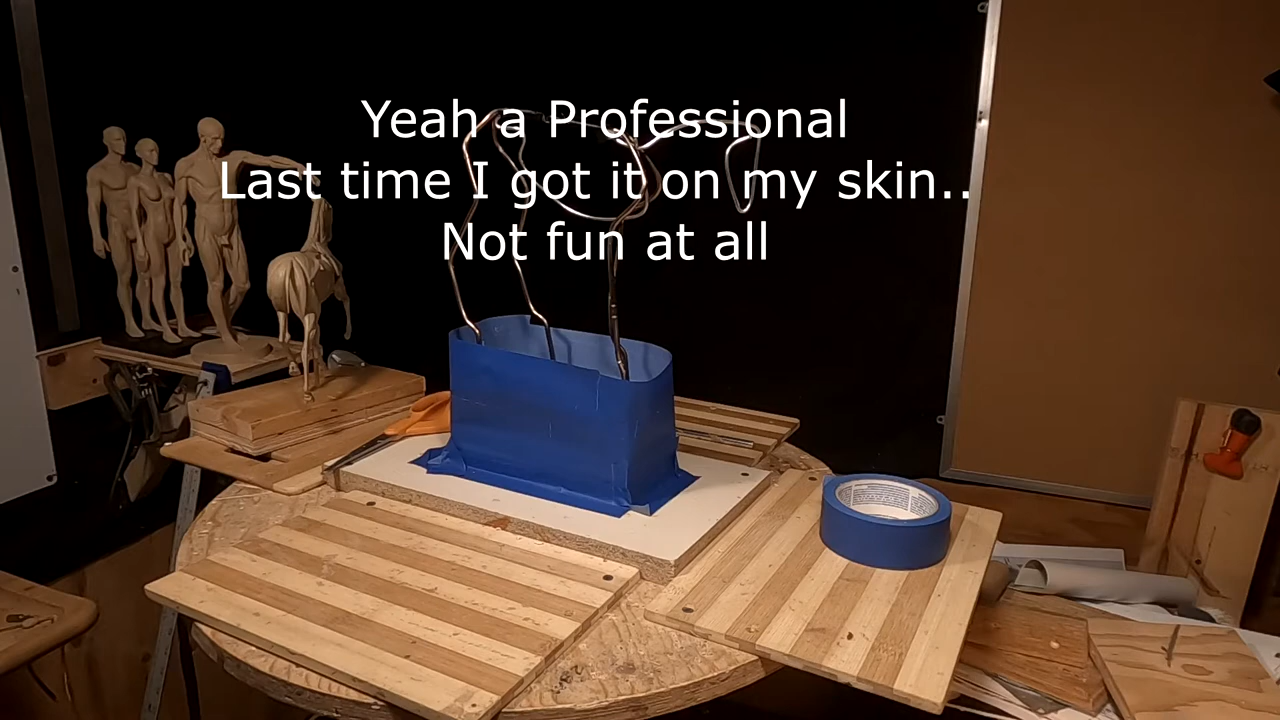 Yeah a Professional
Last time I got it on my skin..
Not fun at all